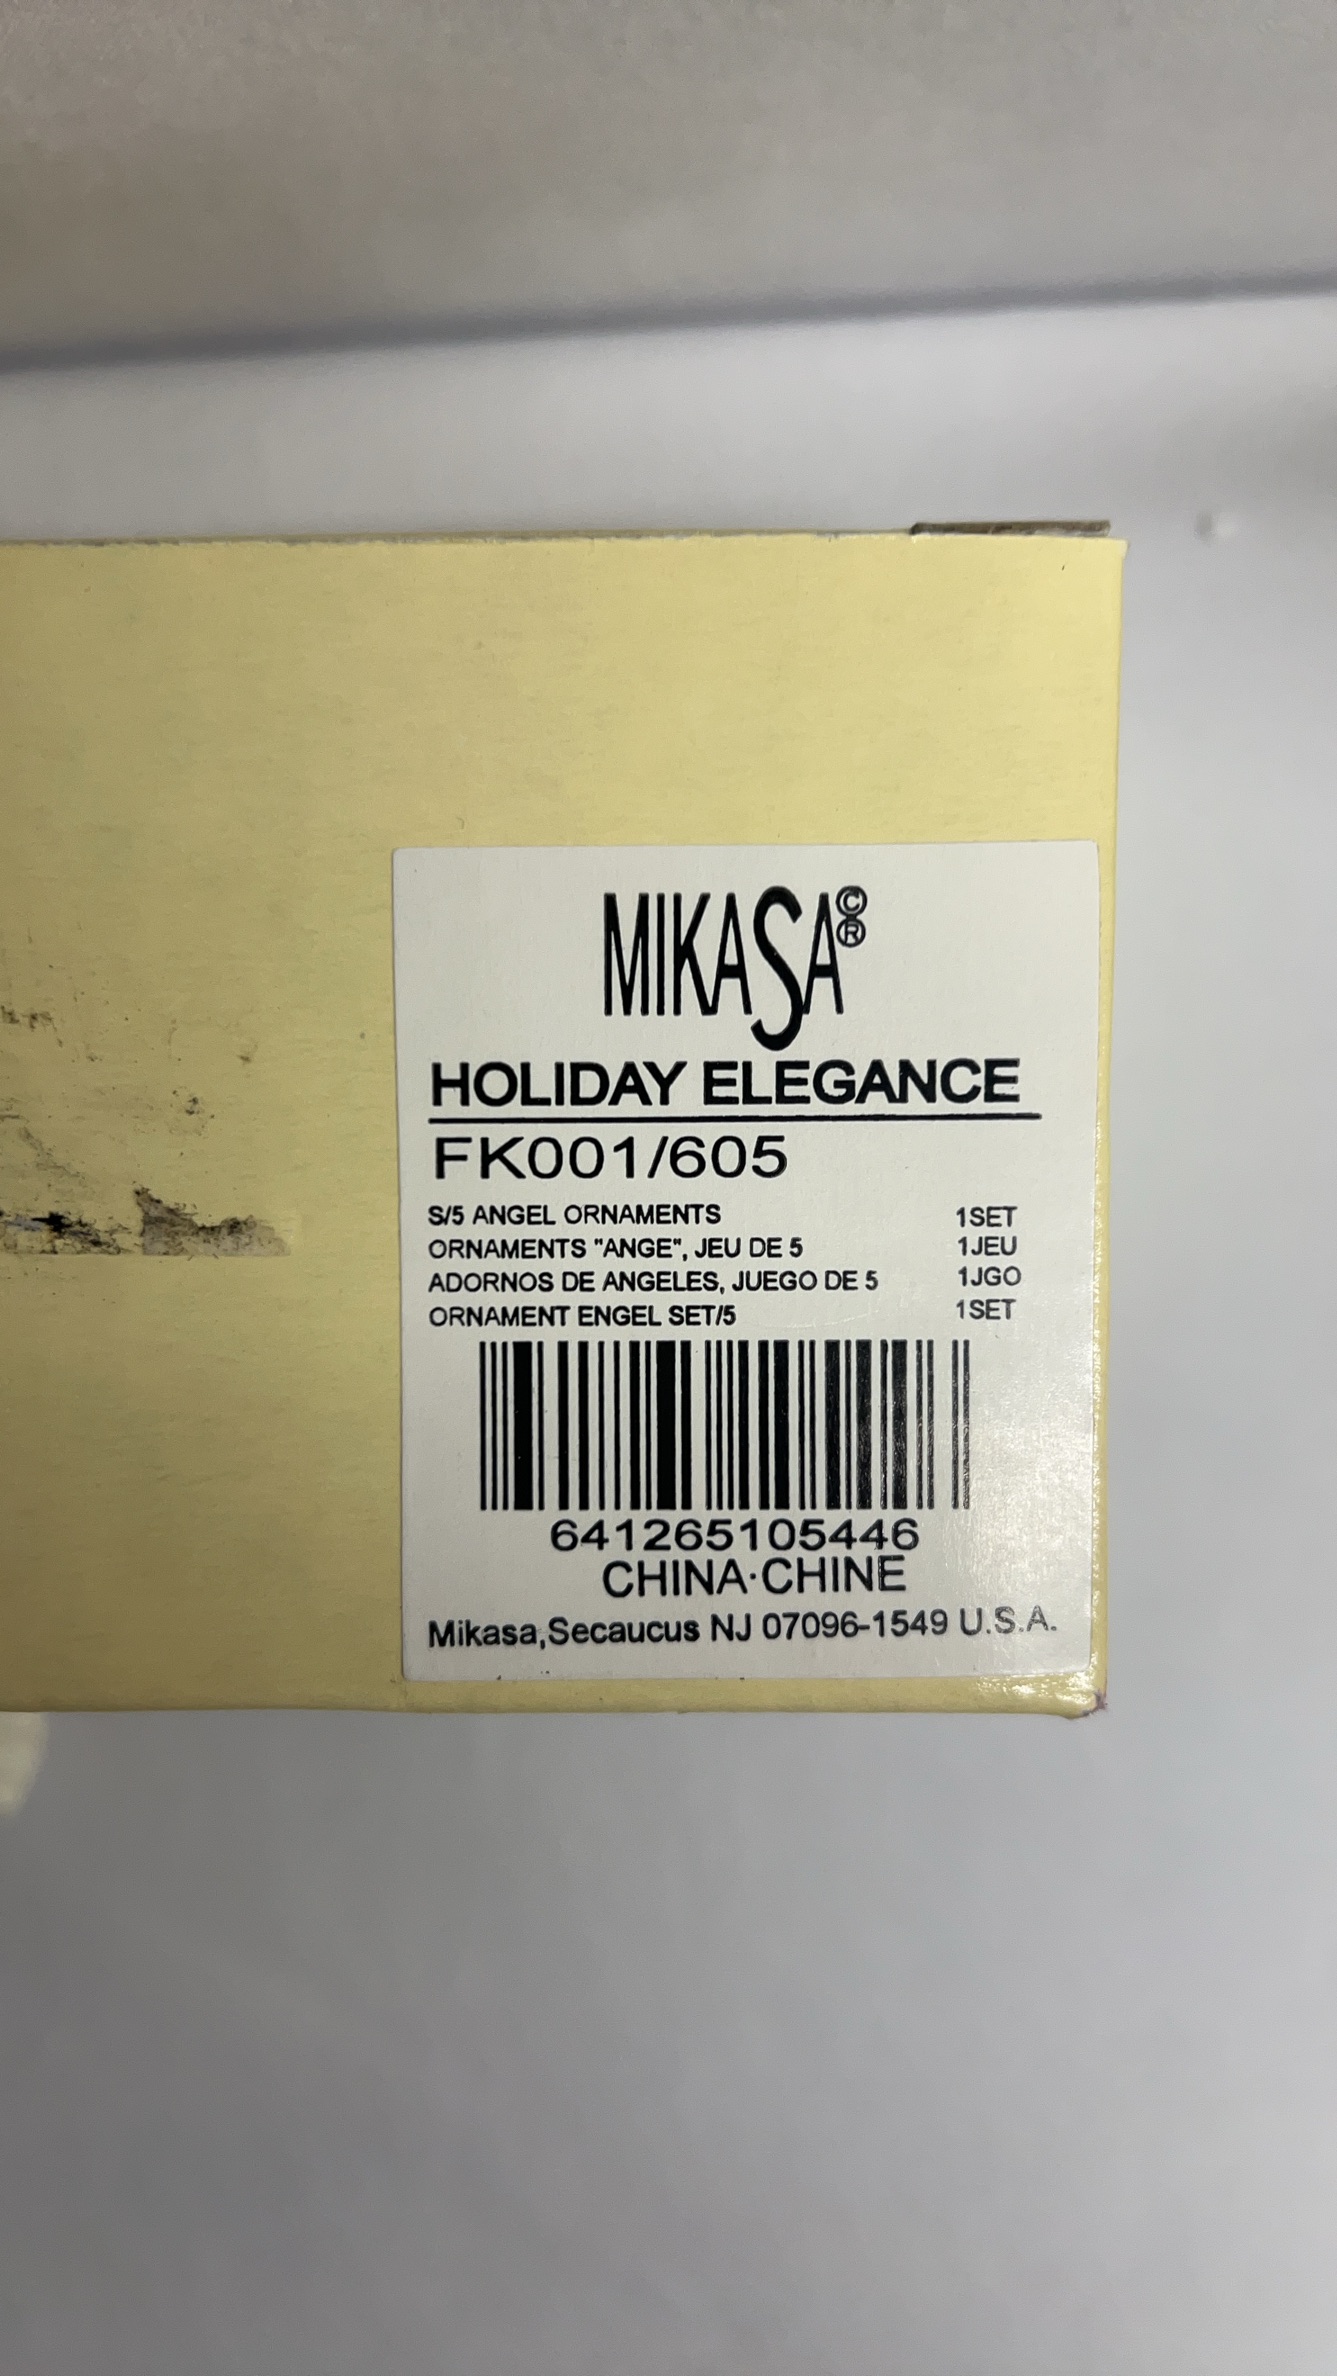 MIKASA©®
HOLIDAY ELEGANCE
FK001/605
S/5 ANGEL ORNAMENTS 1SET
ORNAMENTS "ANGE", JEU DE 5 1JEU
ADORNOS DE ANGELES, JUEGO DE 5 1JGO
ORNAMENT ENGEL SET/5 1SET
641265105446
CHINA·CHINE
Mikasa,Secaucus NJ 07096-1549 U.S.A.